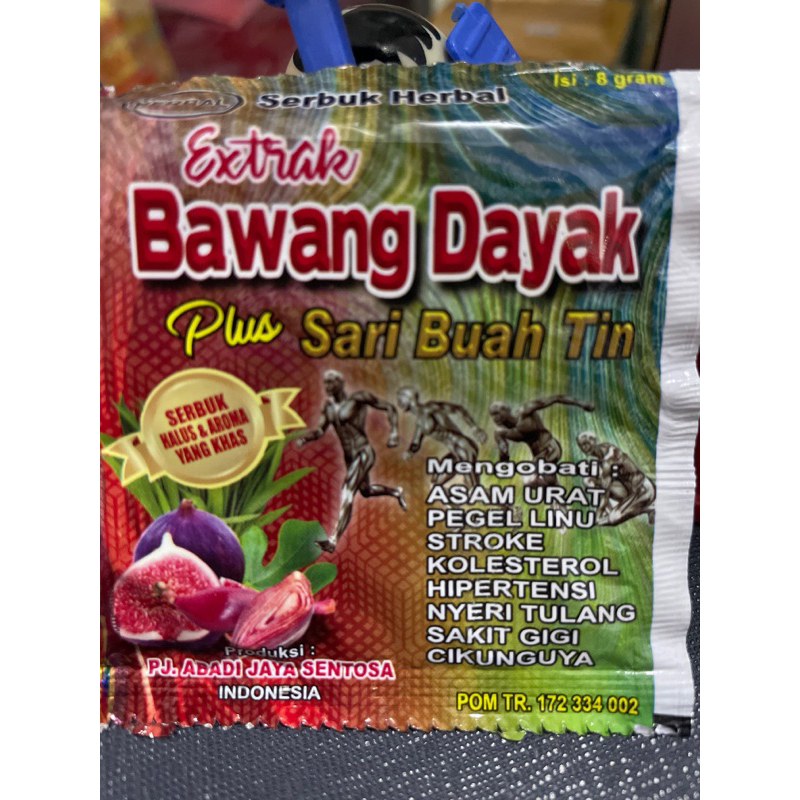 Serbuk Herbal
Isi : 8 gram
Extrak
Bawang Dayak
Plus Sari Buah Tin
SERBUK
HALUS & AROMA
YANG KHAS
Mengobati :
ASAM URAT
PEGEL LINU
STROKE
KOLESTEROL
HIPERTENSI
NYERI TULANG
SAKIT GIGI
CIKUNGUYA
Produksi :
PJ. ABADI JAYA SENTOSA
INDONESIA
POM TR. 172 334 002